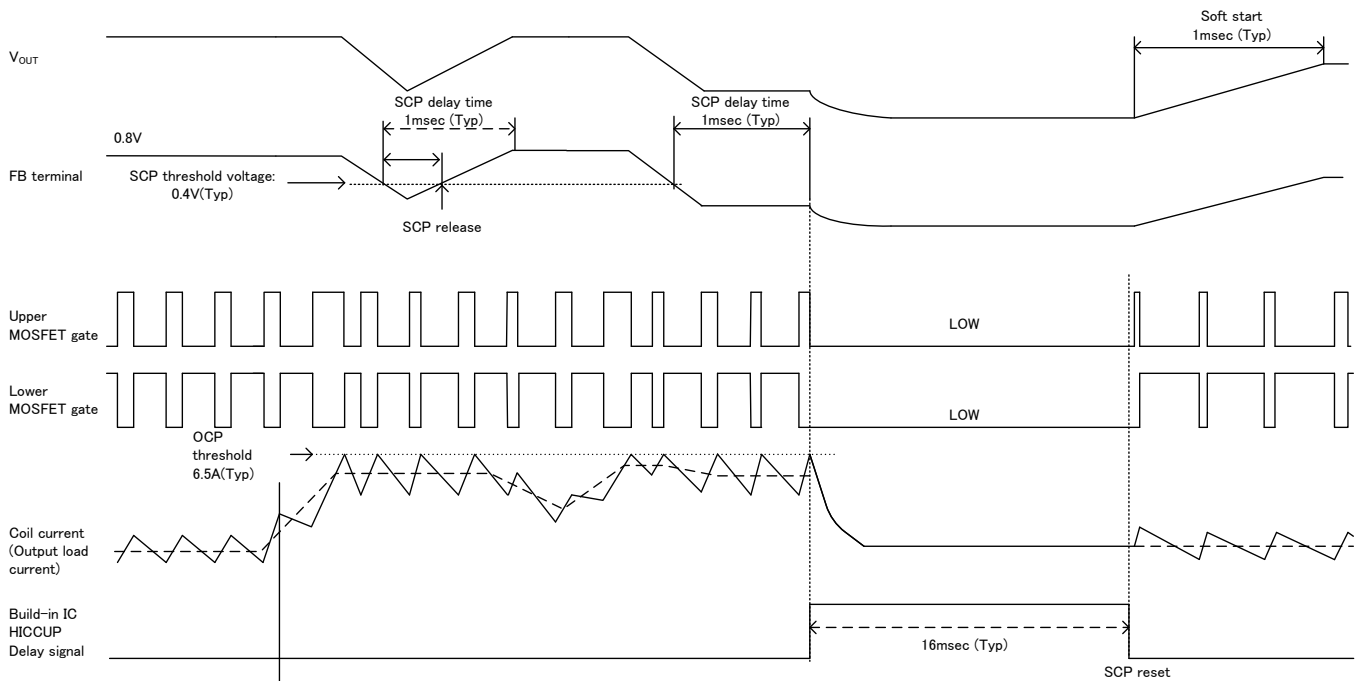 Soft start
1msec (Typ)
VOUT
SCP delay time
1msec (Typ)
SCP delay time
1msec (Typ)
0.8V
FB terminal
SCP threshold voltage:
0.4V(Typ)
SCP release
Upper
MOSFET gate
LOW
Lower
MOSFET gate
LOW
OCP
threshold
6.5A(Typ)
Coil current
(Output load
current)
Build-in IC
HICCUP
Delay signal
16msec (Typ)
SCP reset